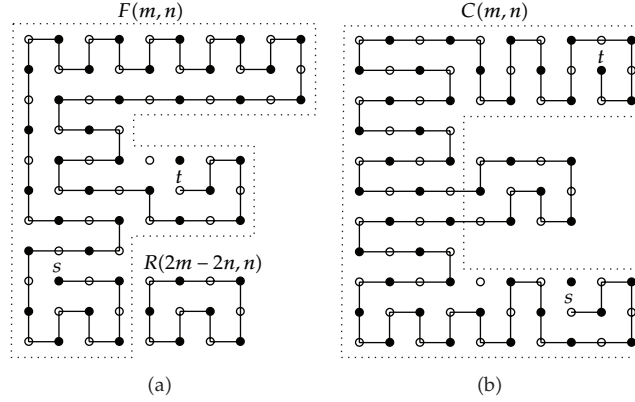 F(m, n)
C(m, n)
t
t
s
R(2m − 2n, n)
s
(a)
(b)